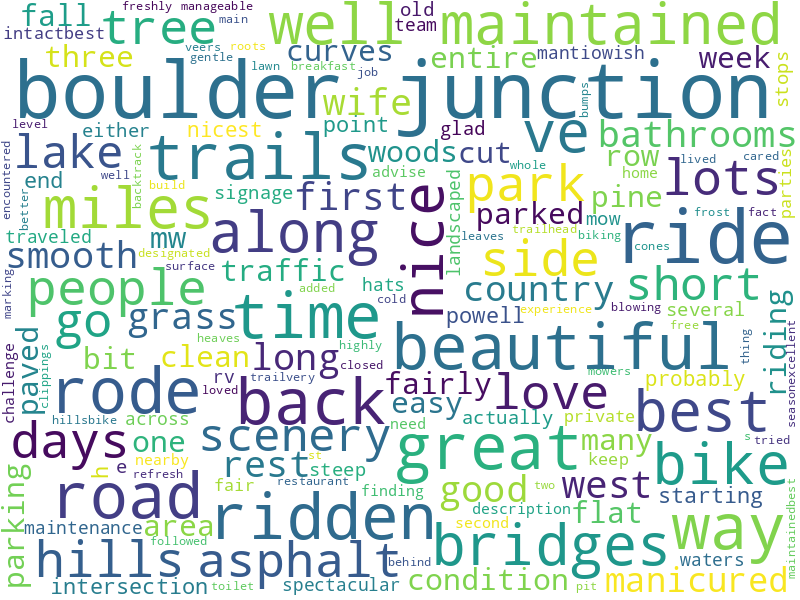 freshly manageable main
fall tree well maintained
old team
intactbest veers gentle roots
three curves entire mantiowish week stops
lawn breakfast job
boulder junction
wife bumps
level either nicest point glad ve bathrooms
lake trails woods cut row lots
end backtrack whole lived cared
well build advise home parties
encountered better signage first park pine
miles along nice landscaped parked mow frost fact
traveled mw designated leaves trailhead biking ride
smooth surface traffic hats side cones
people added cold country short
marking go grass time powell experience blowing several
heaves highly free riding
paved bit clean long closed beautiful thing
clippings rv trailvery fairly love probably mowers seasonexcellent
challenge rode loved back easy best
hillsbike across actually private many
days one scenery great need keep s tried
e nearby rest st steep good bike
h refresh restaurant finding west
parking road fair description two starting
maintenance area ridden second flat way
followed behind bridges waters maintainedbest
hills asphalt condition manicured
intersection toilet spectacular pit